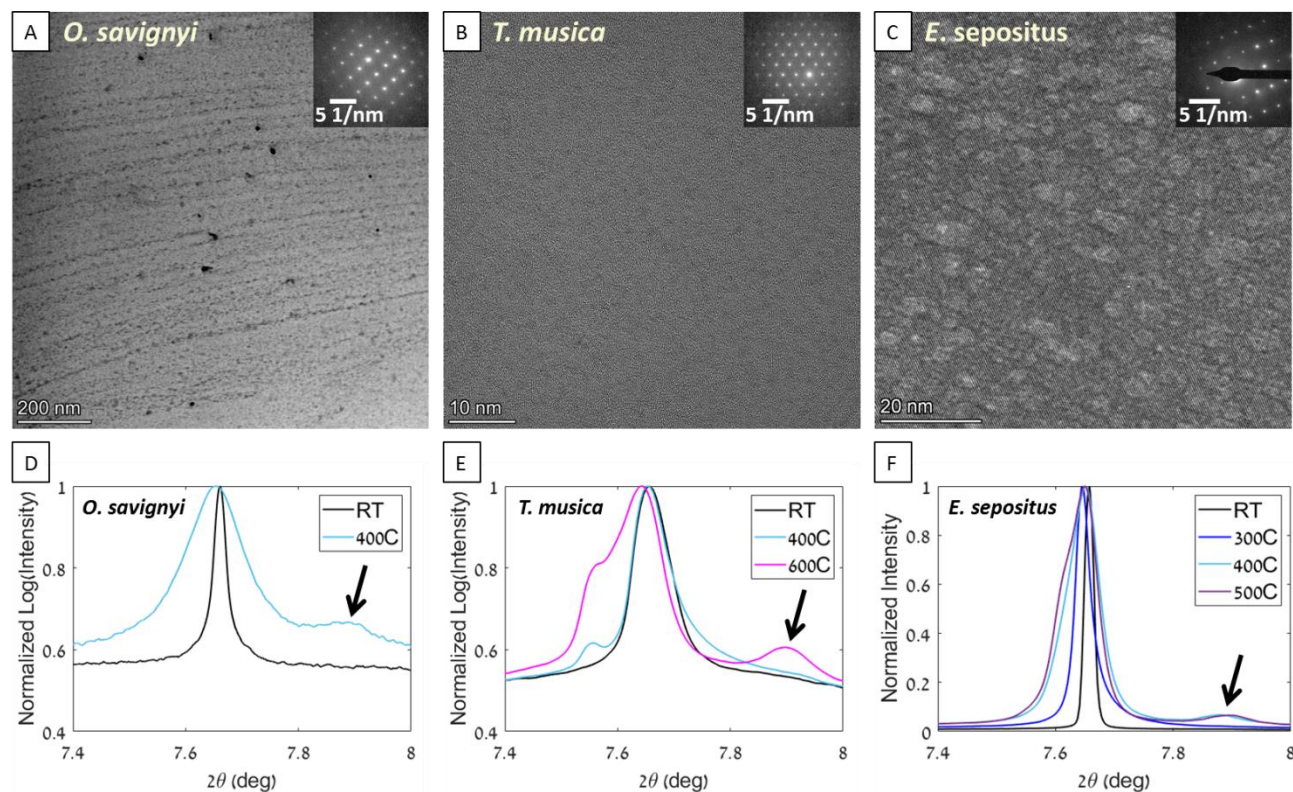 A
O. savignyi
5 1/nm
200 nm
B
T. musica
5 1/nm
10 nm
C
E. sepositus
5 1/nm
20 nm
D
Normalized Log(Intensity)
1
0.8
0.6
0.4
O. savignyi
RT
400C
7.4
7.6
7.8
8
2θ (deg)
E
Normalized Log(Intensity)
1
0.8
0.6
0.4
T. musica
RT
400C
600C
7.4
7.6
7.8
8
2θ (deg)
F
Normalized Intensity
1
0.8
0.6
0.4
0.2
0
E. sepositus
RT
300C
400C
500C
7.4
7.6
7.8
8
2θ (deg)